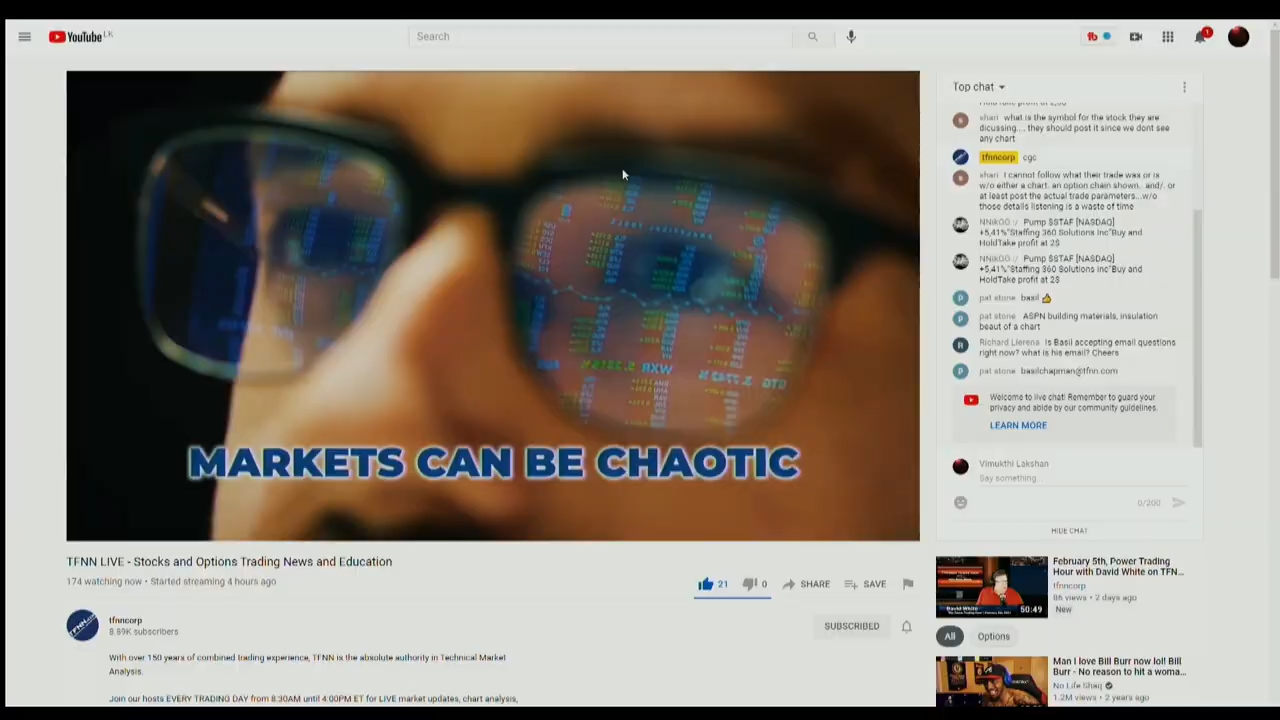 YouTube LK
Search
1
Top chat
shari what is the symbol for the stock they are
dicussing.... they should post it since we dont see
any chart
tfnncorp cgc
shari I cannot follow what their trade was or is
w/o either a chart. an option chain shown.. and/. or
at least post the actual trade parameters...w/o
those details listening is a waste of time
Pump $STAF [NASDAQ]
+5,41%"Staffing 360 Solutions Inc"Buy and
HoldTake profit at 2$
Pump $STAF [NASDAQ]
+5,41%"Staffing 360 Solutions Inc"Buy and
HoldTake profit at 2$
pat stone basil 👍
pat stone ASPN building materials, insulation
beaut of a chart
Richard Llerena Is Basil accepting email questions
right now? what is his email? Cheers
pat stone basilchapman@tfnn.com
Welcome to live chat! Remember to guard your
privacy and abide by our community guidelines.
LEARN MORE
Vimukthi Lakshan
Say something...
0/200
HIDE CHAT
MARKETS CAN BE CHAOTIC
TFNN LIVE - Stocks and Options Trading News and Education
174 watching now • Started streaming 4 hours ago
21 0 SHARE SAVE
tfnncorp
8.89K subscribers
SUBSCRIBED
With over 150 years of combined trading experience, TFNN is the absolute authority in Technical Market
Analysis.
Join our hosts EVERY TRADING DAY from 8:30AM until 4:00PM ET for LIVE market updates, chart analysis,
February 5th, Power Trading
Hour with David White on TFN...
tfnncorp
86 views • 2 days ago
New
David White
50:49
All Options
Man I love Bill Burr now lol! Bill
Burr - No reason to hit a woma...
No Life Shaq
1.2M views • 2 years ago